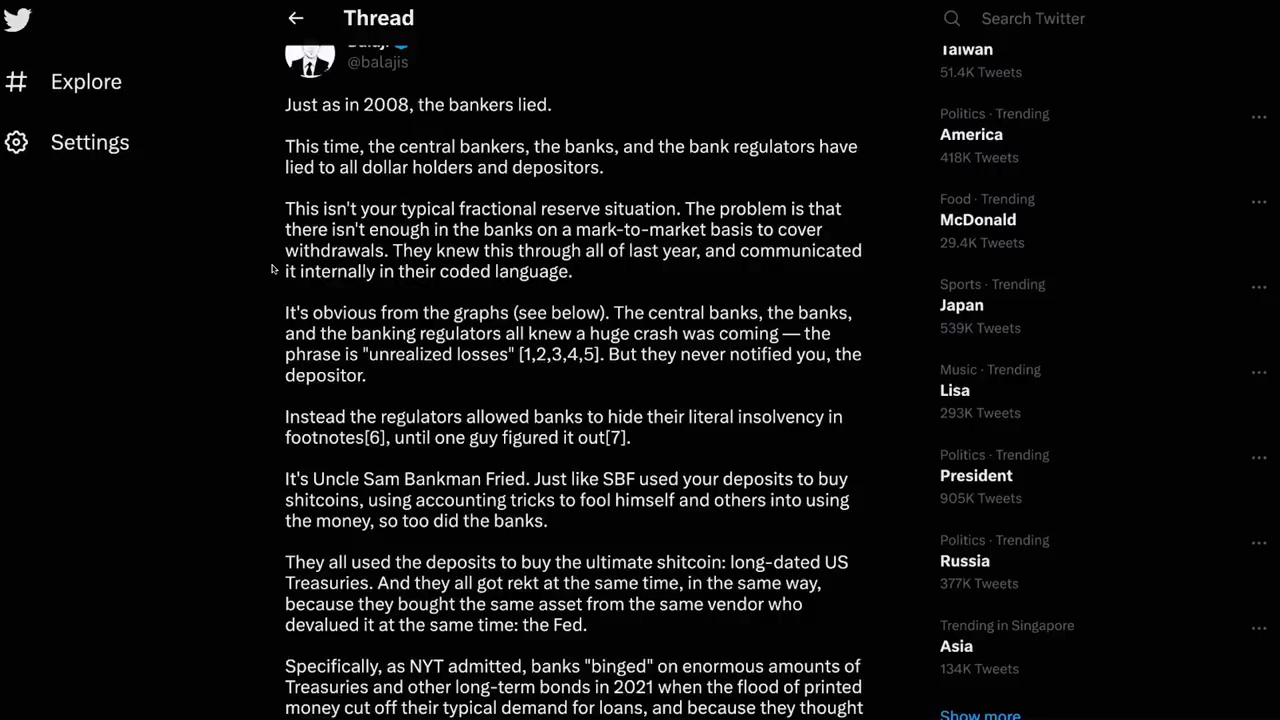 Thread
Search Twitter
Explore
Settings
Balaji
@balajis
Just as in 2008, the bankers lied.
This time, the central bankers, the banks, and the bank regulators have
lied to all dollar holders and depositors.
This isn't your typical fractional reserve situation. The problem is that
there isn't enough in the banks on a mark-to-market basis to cover
withdrawals. They knew this through all of last year, and communicated
it internally in their coded language.
It's obvious from the graphs (see below). The central banks, the banks,
and the banking regulators all knew a huge crash was coming — the
phrase is "unrealized losses" [1,2,3,4,5]. But they never notified you, the
depositor.
Instead the regulators allowed banks to hide their literal insolvency in
footnotes[6], until one guy figured it out[7].
It's Uncle Sam Bankman Fried. Just like SBF used your deposits to buy
shitcoins, using accounting tricks to fool himself and others into using
the money, so too did the banks.
They all used the deposits to buy the ultimate shitcoin: long-dated US
Treasuries. And they all got rekt at the same time, in the same way,
because they bought the same asset from the same vendor who
devalued it at the same time: the Fed.
Specifically, as NYT admitted, banks "binged" on enormous amounts of
Treasuries and other long-term bonds in 2021 when the flood of printed
money cut off their typical demand for loans, and because they thought
Taiwan
51.4K Tweets
Politics · Trending
America
418K Tweets
Food · Trending
McDonald
29.4K Tweets
Sports · Trending
Japan
539K Tweets
Music · Trending
Lisa
293K Tweets
Politics · Trending
President
905K Tweets
Politics · Trending
Russia
377K Tweets
Trending in Singapore
Asia
134K Tweets
Show more